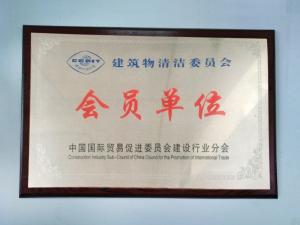 CCPIT
建筑物清洁委员会
会员单位
中国国际贸易促进委员会建设行业分会
Construction Industry Sub-Council of China Council for the Promotion of International Trade